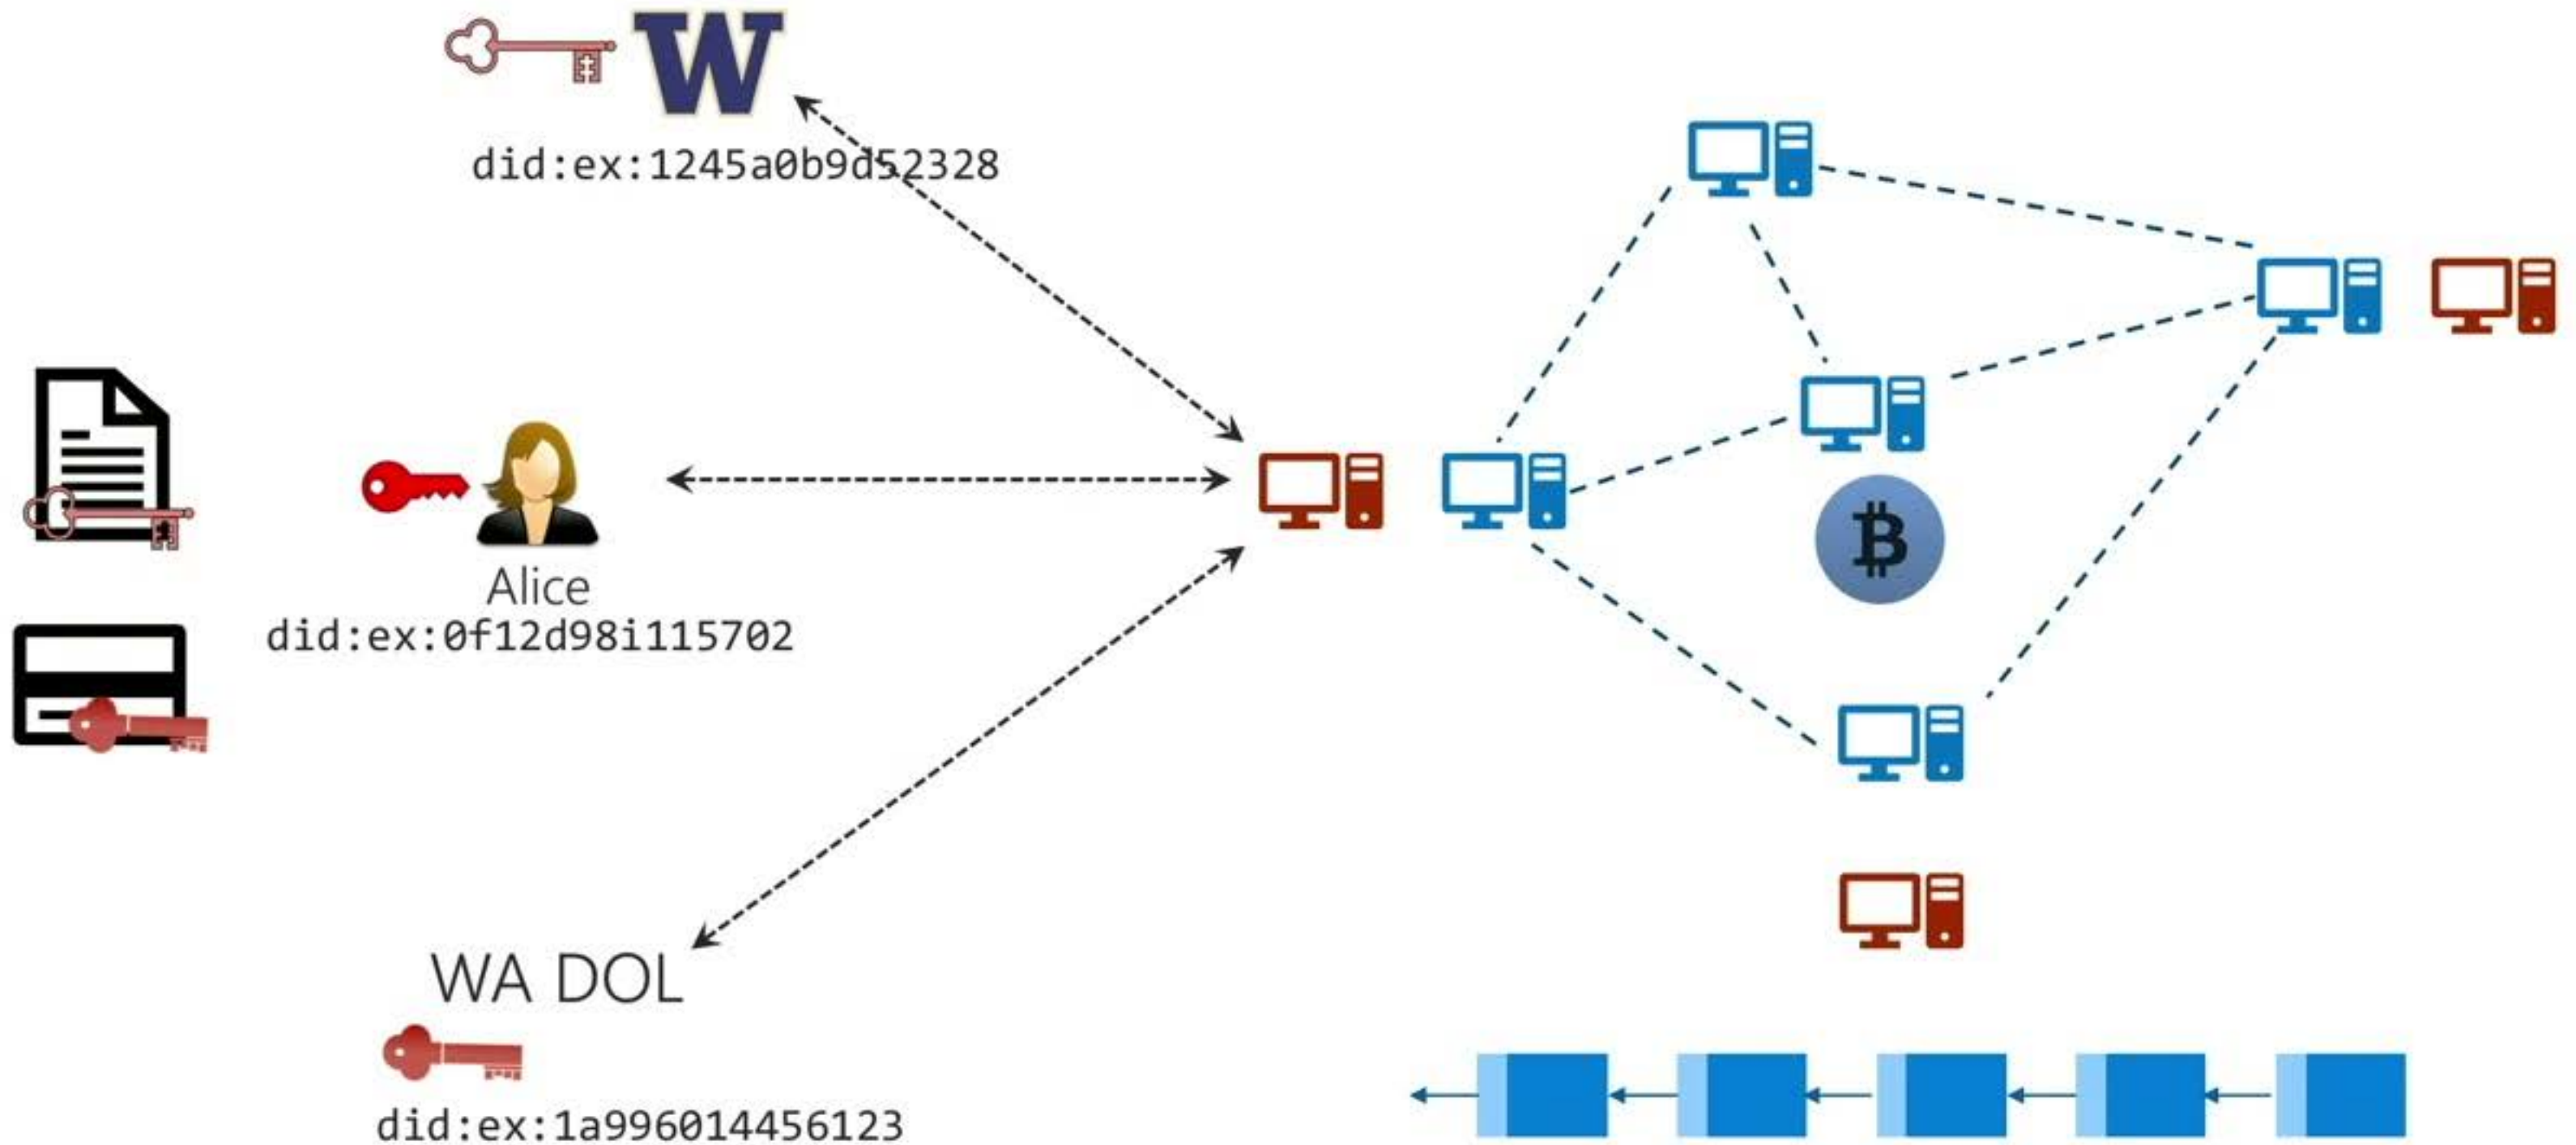 W
did:ex:1245a0b9d52328
Alice
did:ex:0f12d98i115702
WA DOL
did:ex:1a996014456123